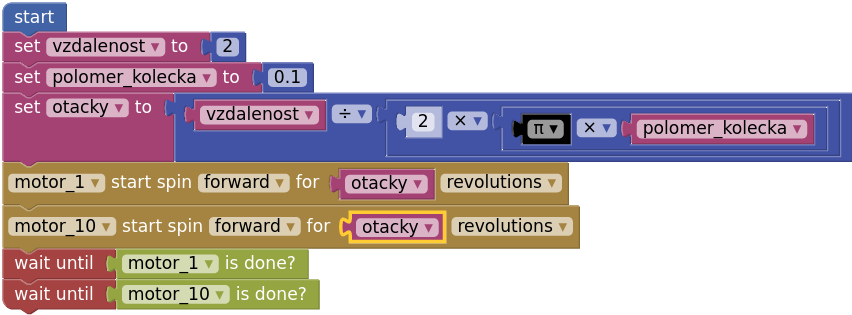 start
set vzdalenost ▾ to 2
set polomer_kolecka ▾ to 0.1
set otacky ▾ to vzdalenost ▾ ÷ ▾ 2 × ▾ π ▾ × ▾ polomer_kolecka ▾
motor_1 ▾ start spin forward ▾ for otacky ▾ revolutions ▾
motor_10 ▾ start spin forward ▾ for otacky ▾ revolutions ▾
wait until motor_1 ▾ is done?
wait until motor_10 ▾ is done?